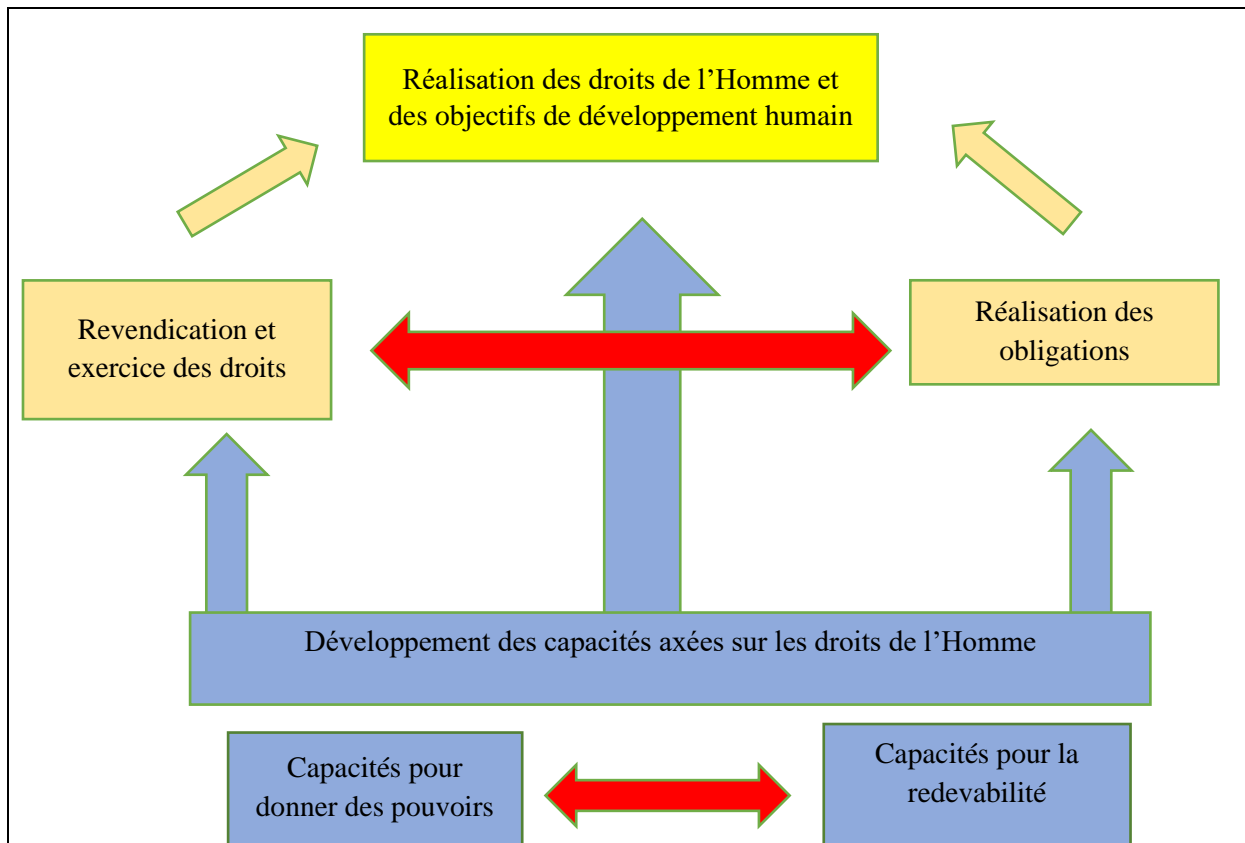 Réalisation des droits de l’Homme et
des objectifs de développement humain
Revendication et
exercice des droits
Réalisation des
obligations
Développement des capacités axées sur les droits de l’Homme
Capacités pour
donner des pouvoirs
Capacités pour la
redevabilité